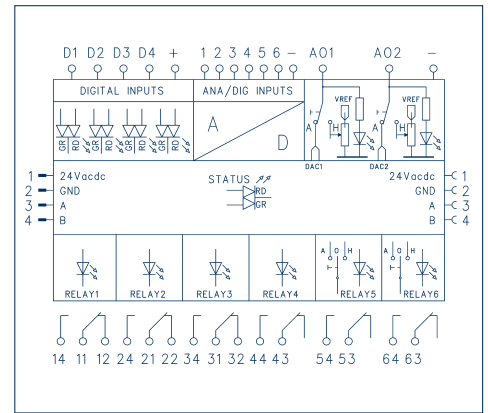 D1 D2 D3 D4 + 1 2 3 4 5 6 - AO1 AO2 -
DIGITAL INPUTS ANA/DIG INPUTS
VREF VREF
A D A H A H
GR RD GR RD GR RD GR RD
DAC1 DAC2
1 24Vacdc STATUS 24Vacdc 1
2 GND RD GND 2
3 A GR A 3
4 B B 4
A O H A O H
RELAY1 RELAY2 RELAY3 RELAY4 RELAY5 RELAY6
14 11 12 24 21 22 34 31 32 44 43 54 53 64 63